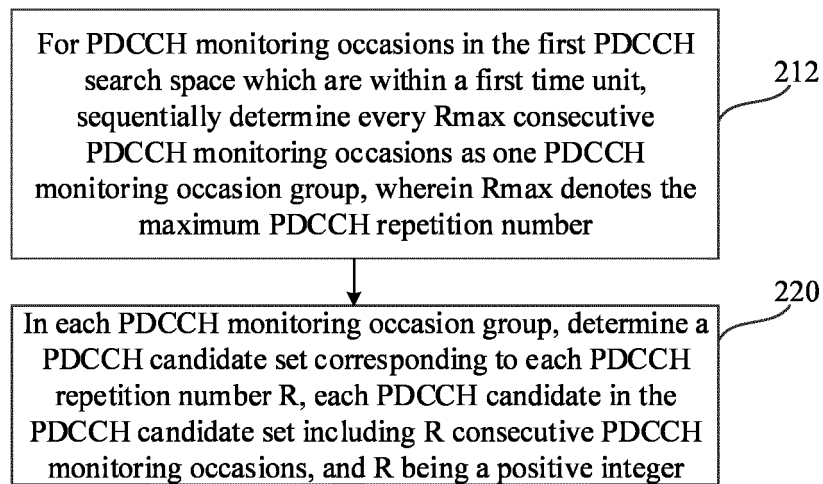 For PDCCH monitoring occasions in the first PDCCH
search space which are within a first time unit,
sequentially determine every Rmax consecutive
PDCCH monitoring occasions as one PDCCH
monitoring occasion group, wherein Rmax denotes the
maximum PDCCH repetition number
212
In each PDCCH monitoring occasion group, determine a
PDCCH candidate set corresponding to each PDCCH
repetition number R, each PDCCH candidate in the
PDCCH candidate set including R consecutive PDCCH
monitoring occasions, and R being a positive integer
220